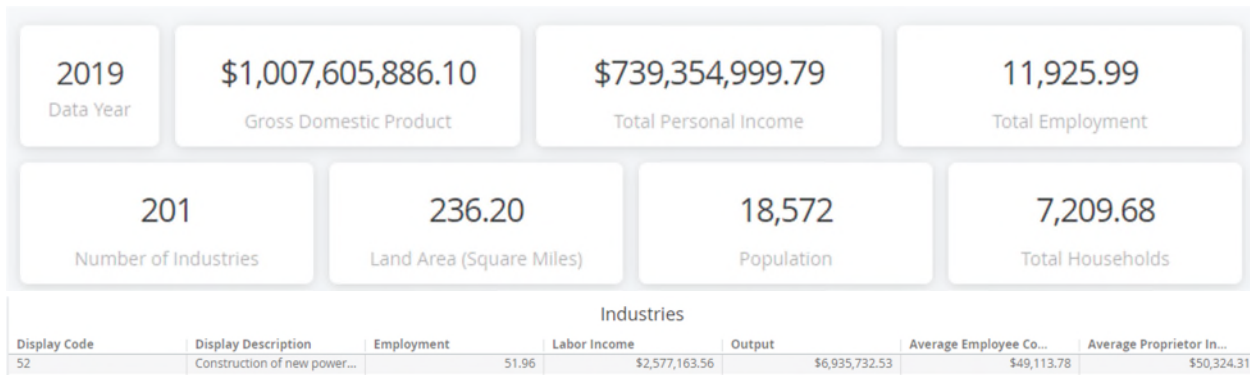 2019 $1,007,605,886.10 $739,354,999.79 11,925.99
Data Year Gross Domestic Product Total Personal Income Total Employment
201 236.20 18,572 7,209.68
Number of Industries Land Area (Square Miles) Population Total Households
Industries
Display Code Display Description Employment Labor Income Output Average Employee Co... Average Proprietor In...
52 Construction of new power... 51.96 $2,577,163.56 $6,935,732.53 $49,113.78 $50,324.31